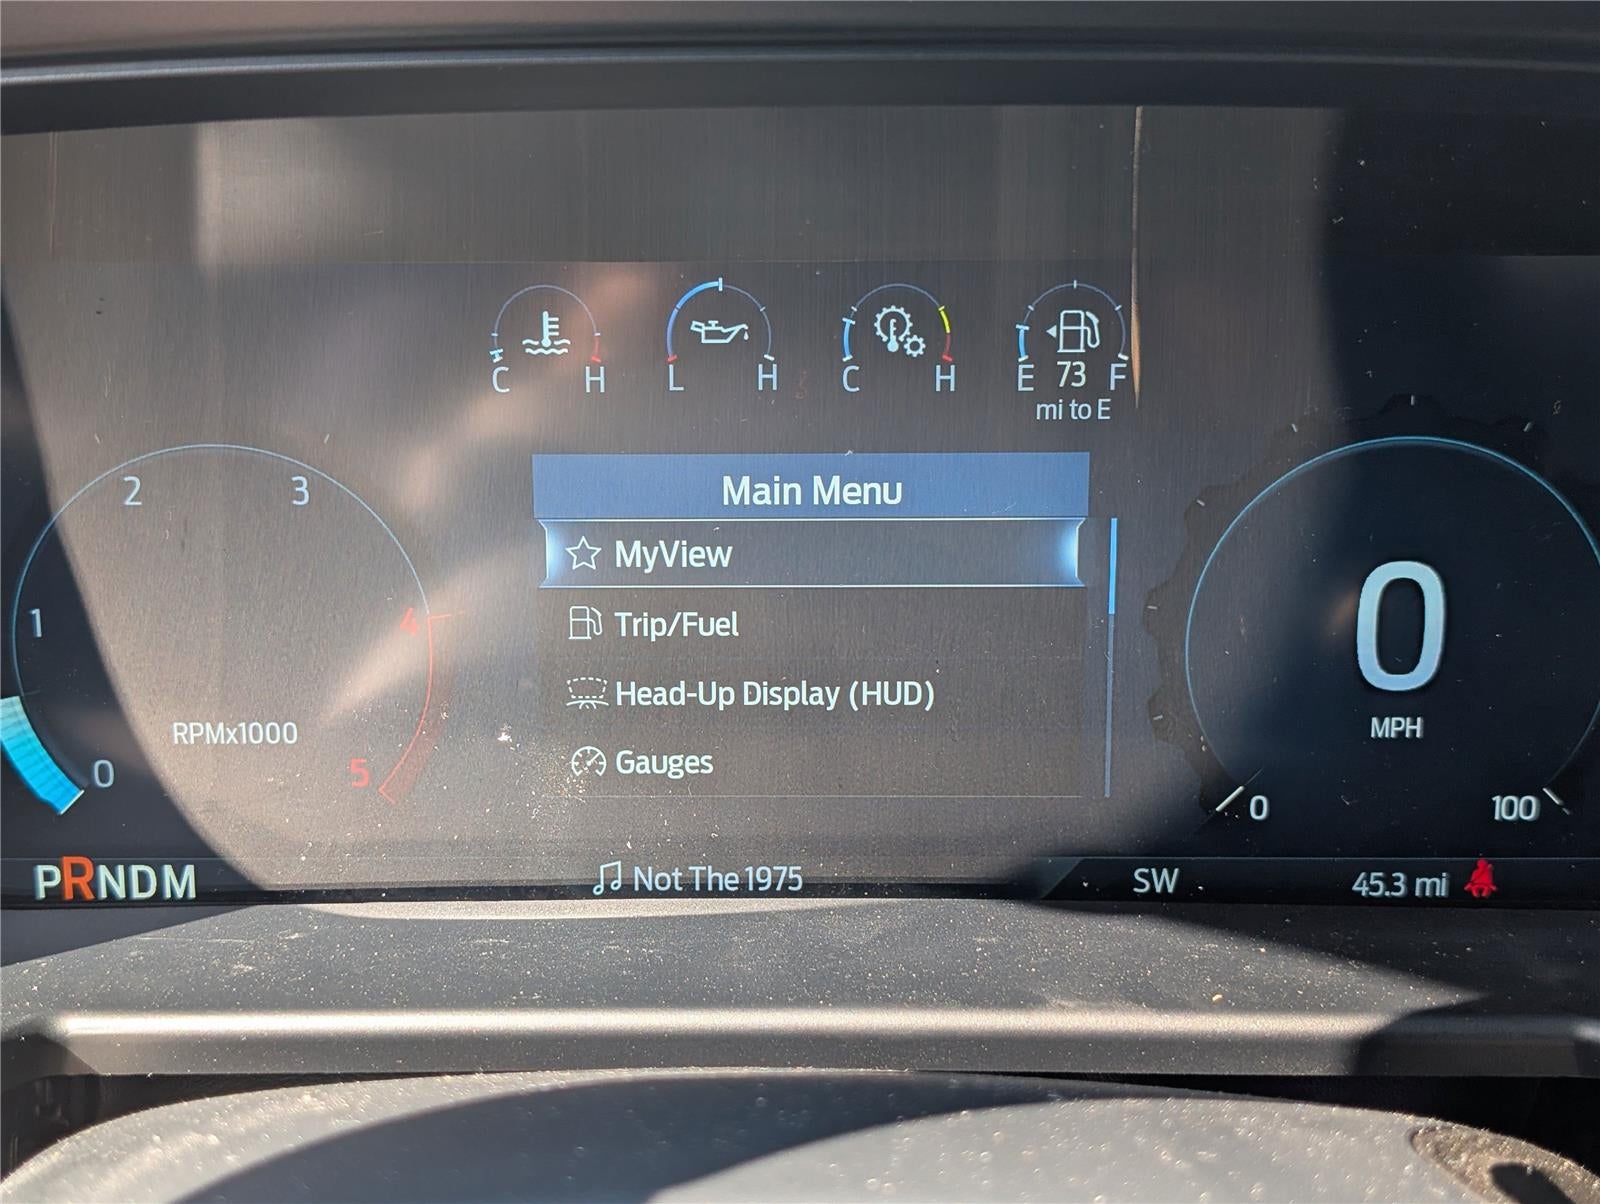 C H
L H
C H
E 73 F
mi to E
Main Menu
MyView
Trip/Fuel
Head-Up Display (HUD)
Gauges
0
1
2
3
4
5
RPMx1000
0
MPH
0
100
PRNDM
Not The 1975
SW
45.3 mi